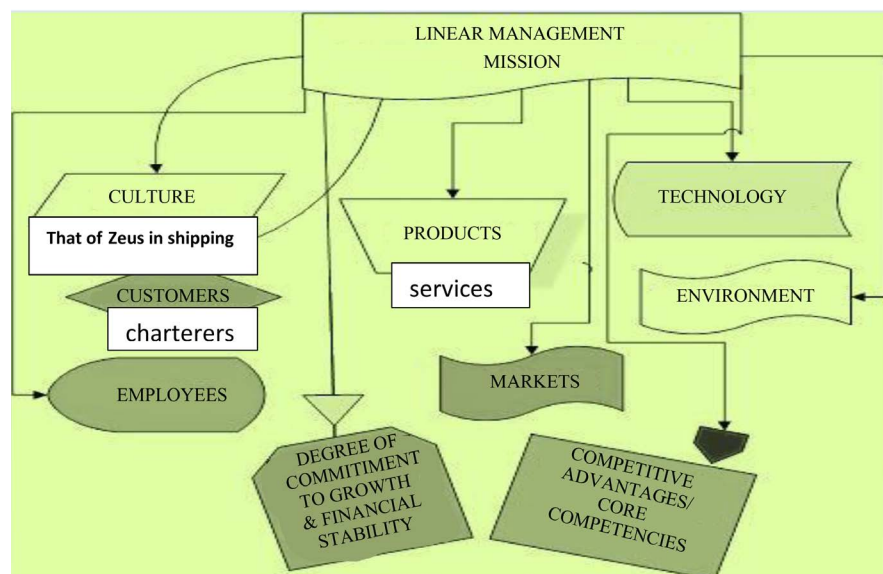 LINEAR MANAGEMENT
MISSION
CULTURE
That of Zeus in shipping
CUSTOMERS
charterers
EMPLOYEES
PRODUCTS
services
TECHNOLOGY
ENVIRONMENT
MARKETS
DEGREE OF
COMMITIMENT
TO GROWTH
& FINANCIAL
STABILITY
COMPETITIVE
ADVANTAGES/
CORE
COMPETENCIES